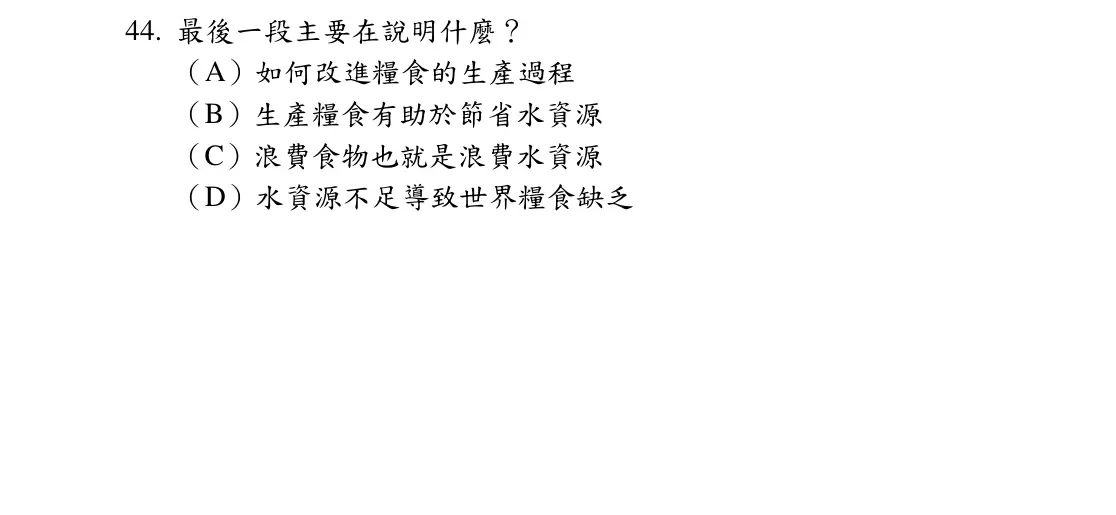 44. 最後一段主要在說明什麼？
（A）如何改進糧食的生產過程
（B）生產糧食有助於節省水資源
（C）浪費食物也就是浪費水資源
（D）水資源不足導致世界糧食缺乏